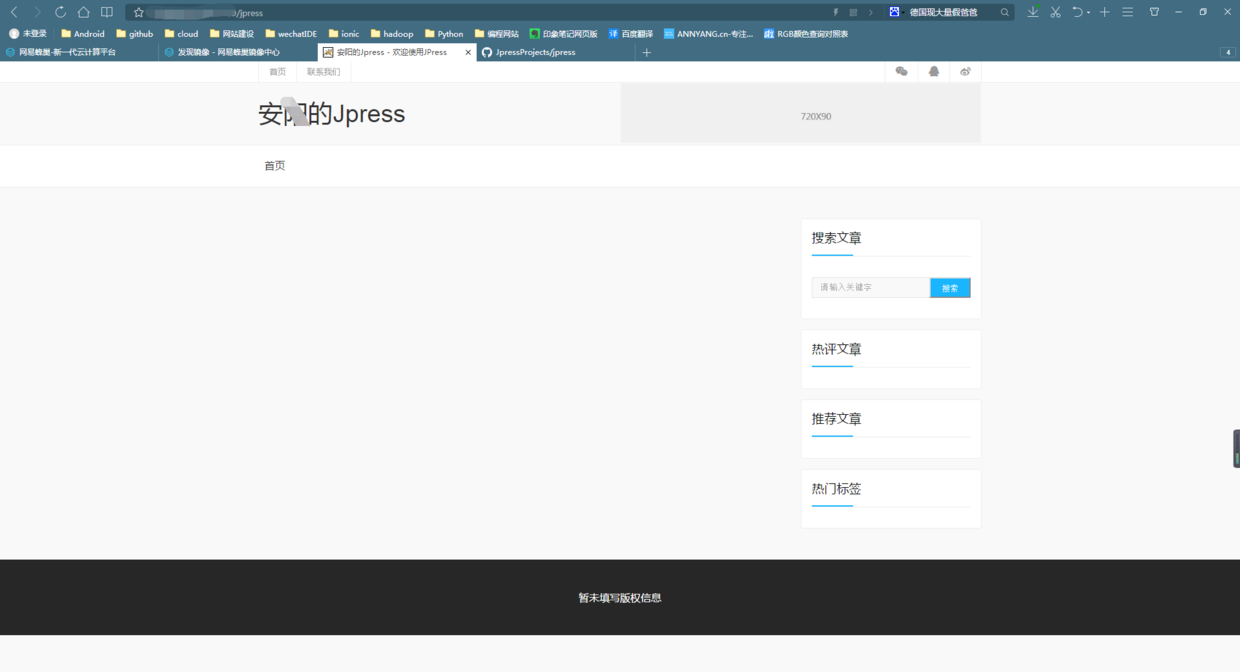 /jpress
德国现大量假爸爸
未登录 Android github cloud 网站建设 wechatIDE ionic hadoop Python 编程网站 印象笔记网页版 译 百度翻译 ANNYANG.cn-专注... RGB颜色查询对照表
网易蜂巢-新一代云计算平台 发现镜像 - 网易蜂巢镜像中心 安阳的Jpress - 欢迎使用JPress JpressProjects/jpress 4
首页 联系我们
安阳的Jpress
720X90
首页
搜索文章
请输入关键字 搜索
热评文章
推荐文章
热门标签
暂未填写版权信息